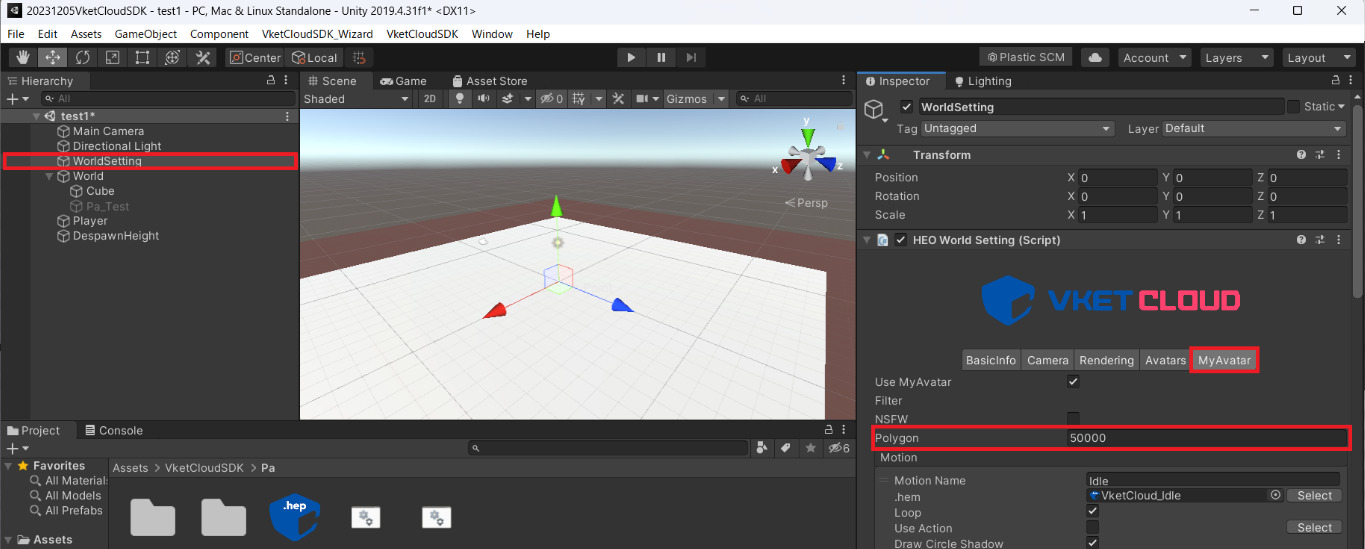 20231205VketCloudSDK - test1 - PC, Mac & Linux Standalone - Unity 2019.4.31f1* <DX11>
File Edit Assets GameObject Component VketCloudSDK_Wizard VketCloudSDK Window Help
Center Local Plastic SCM Account Layers Layout
Hierarchy
All
test1*
Main Camera
Directional Light
WorldSetting
World
Cube
Pa_Test
Player
DespawnHeight
Scene Game Asset Store
Shaded 2D 0 Gizmos All
y
x
z
Persp
Project Console
6
Favorites
All Material
All Models
All Prefabs
Assets
Assets > VketCloudSDK > Pa
.hep
Inspector Lighting
WorldSetting Static
Tag Untagged Layer Default
Transform
Position X 0 Y 0 Z 0
Rotation X 0 Y 0 Z 0
Scale X 1 Y 1 Z 1
HEO World Setting (Script)
VKET CLOUD
BasicInfo Camera Rendering Avatars MyAvatar
Use MyAvatar
Filter
NSFW
Polygon 50000
Motion
Motion Name Idle
.hem VketCloud_Idle Select
Loop
Use Action Select
Draw Circle Shadow